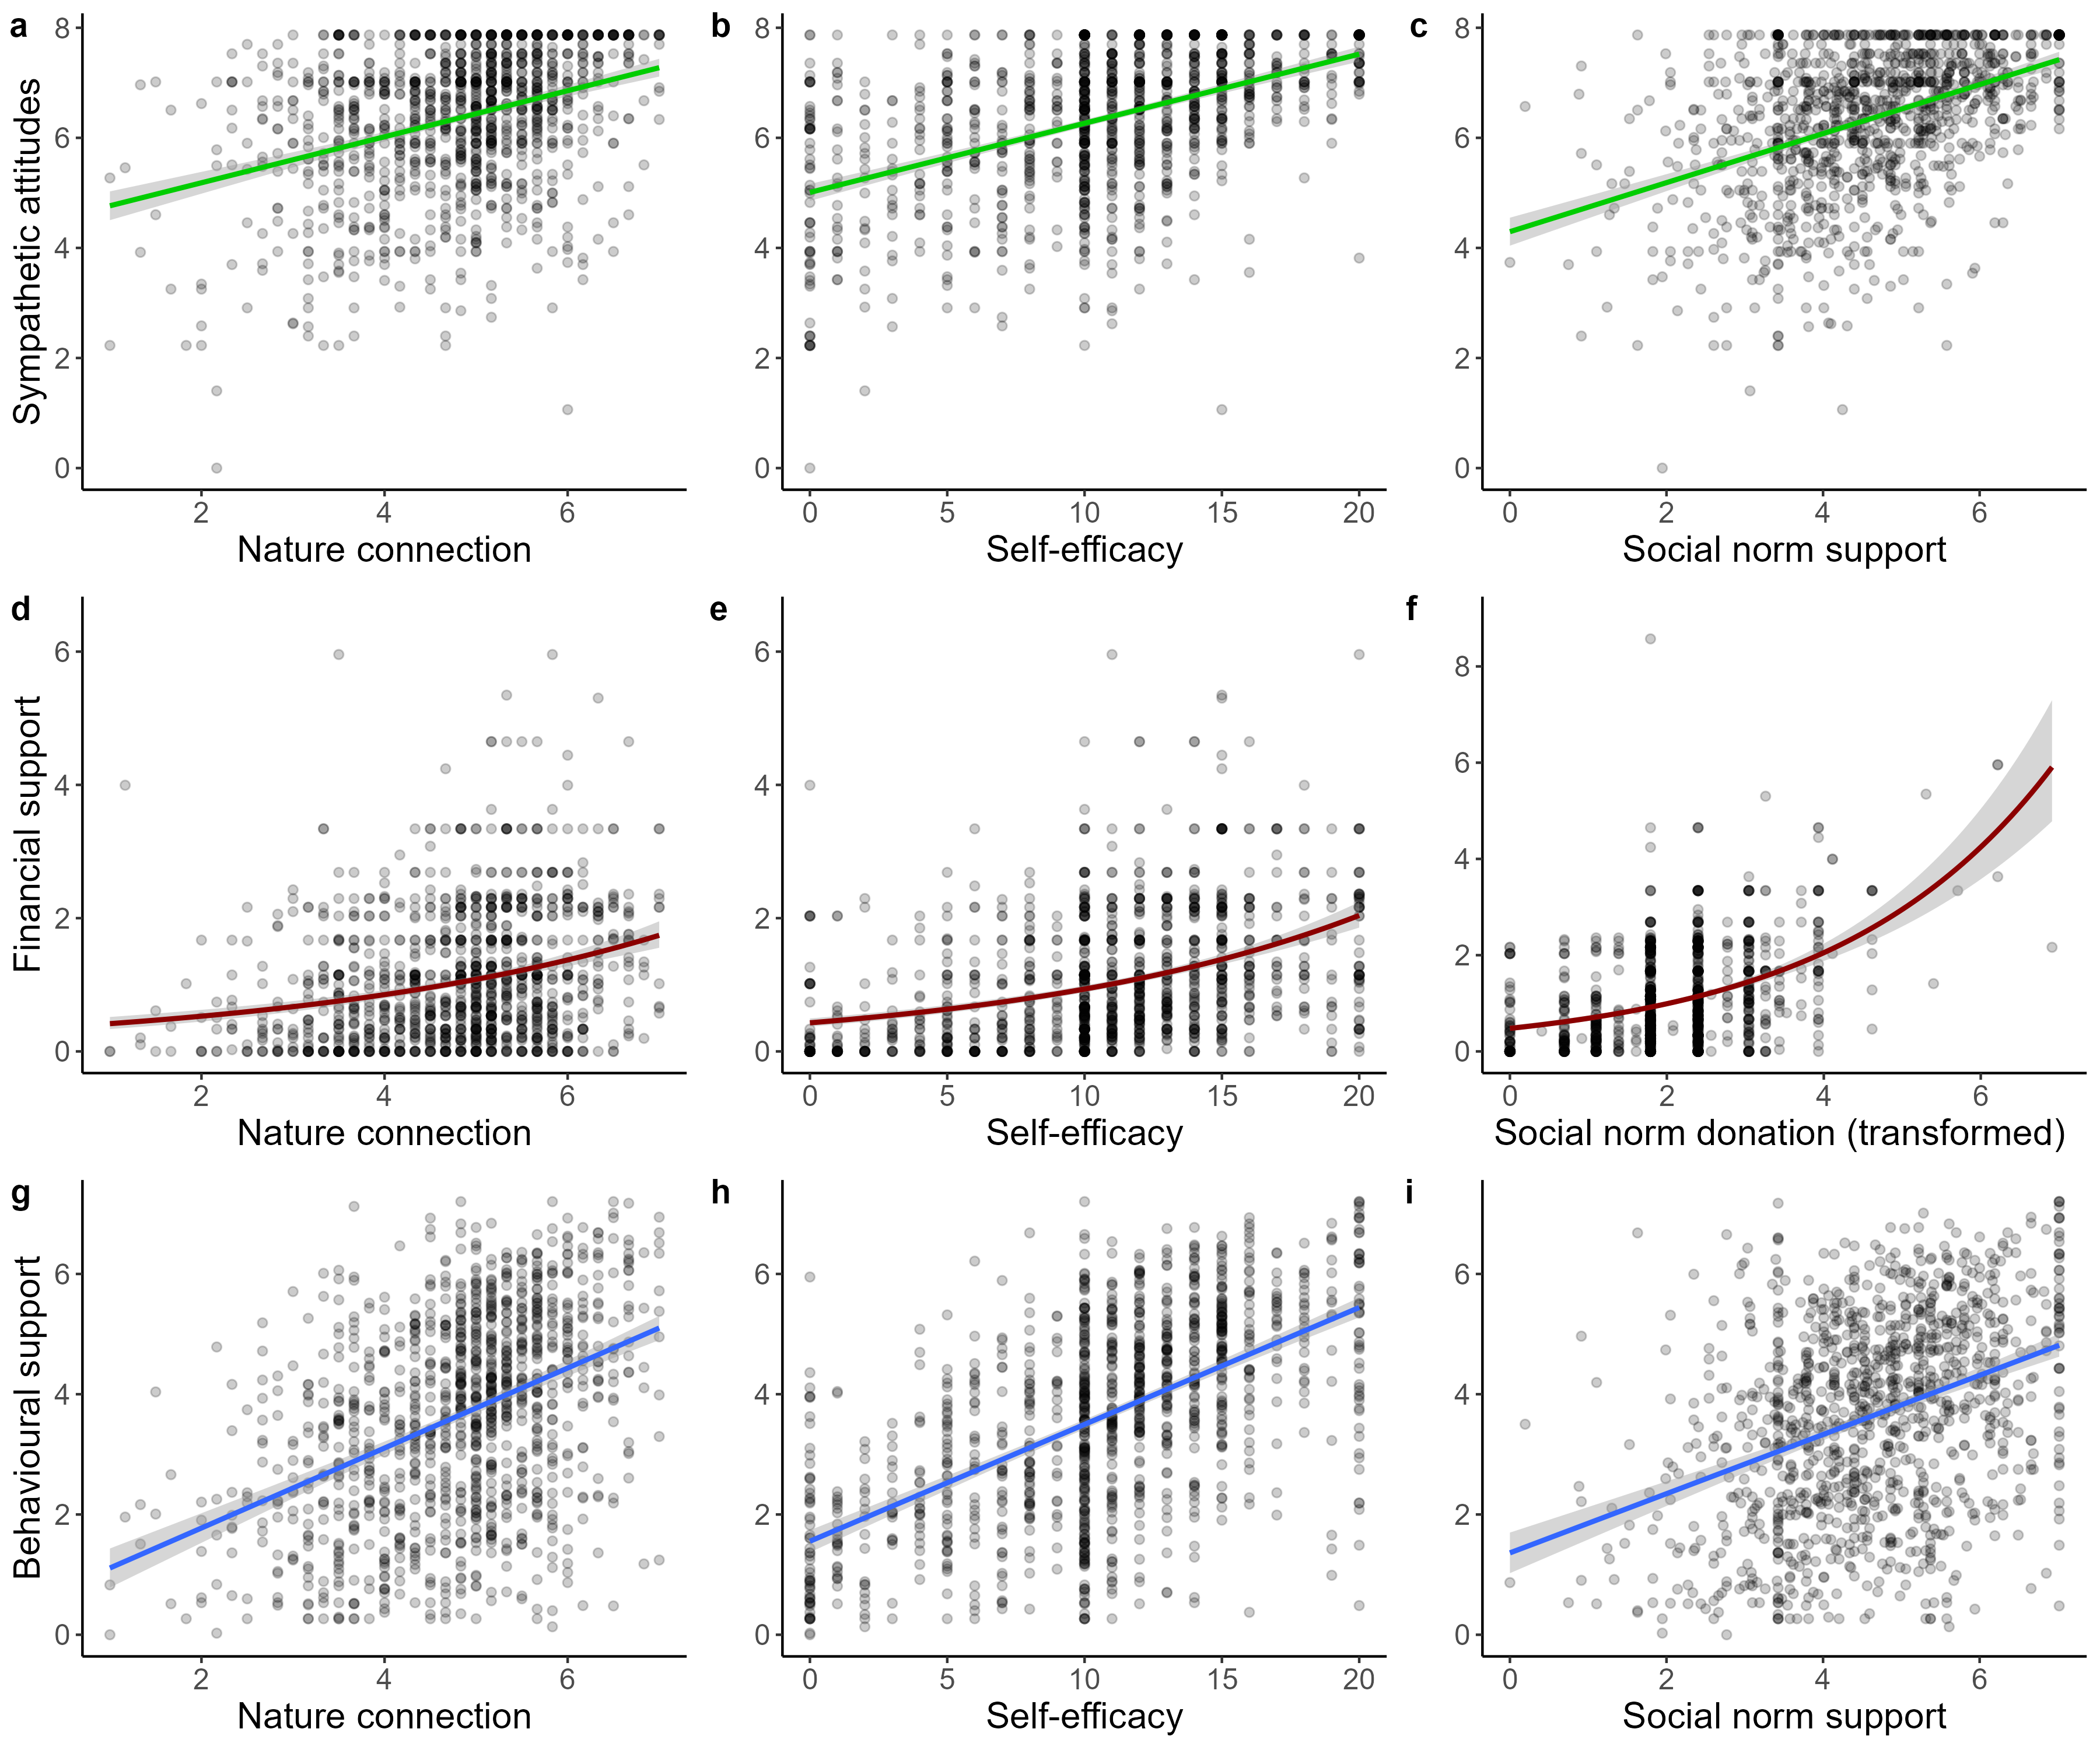 a
b
c
Sympathetic attitudes
8
6
4
2
0
8
6
4
2
0
8
6
4
2
0
2 4 6
0 5 10 15 20
0 2 4 6
Nature connection
Self-efficacy
Social norm support
d
e
f
Financial support
6
4
2
0
6
4
2
0
8
6
4
2
0
2 4 6
0 5 10 15 20
0 2 4 6
Nature connection
Self-efficacy
Social norm donation (transformed)
g
h
i
Behavioural support
6
4
2
0
6
4
2
0
6
4
2
0
2 4 6
0 5 10 15 20
0 2 4 6
Nature connection
Self-efficacy
Social norm support